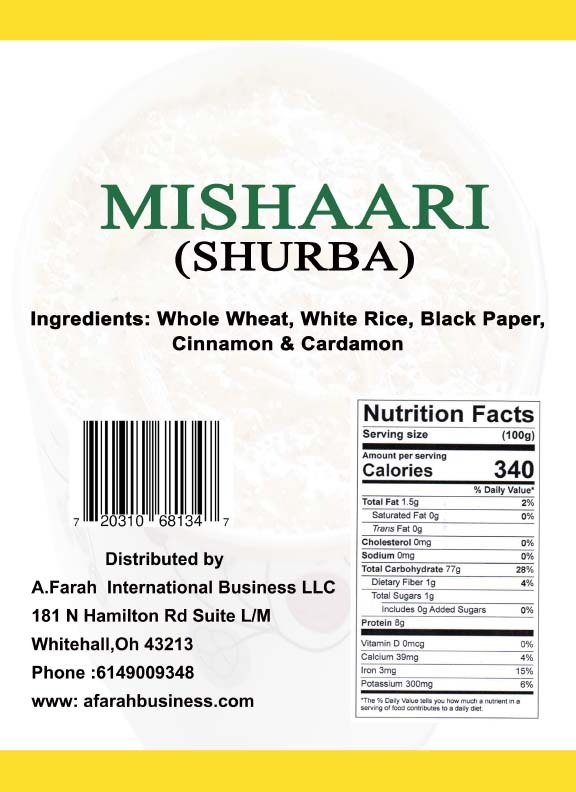 MISHAARI
(SHURBA)
Ingredients: Whole Wheat, White Rice, Black Paper,
Cinnamon & Cardamon
7 20310 68134 7
Distributed by
A.Farah International Business LLC
181 N Hamilton Rd Suite L/M
Whitehall,Oh 43213
Phone :6149009348
www: afarahbusiness.com
Nutrition Facts
Serving size (100g)
Amount per serving
Calories 340
% Daily Value*
Total Fat 1.5g 2%
Saturated Fat 0g 0%
Trans Fat 0g
Cholesterol 0mg 0%
Sodium 0mg 0%
Total Carbohydrate 77g 28%
Dietary Fiber 1g 4%
Total Sugars 1g
Includes 0g Added Sugars 0%
Protein 8g
Vitamin D 0mcg 0%
Calcium 39mg 4%
Iron 3mg 15%
Potassium 300mg 6%
*The % Daily Value tells you how much a nutrient in a
serving of food contributes to a daily diet.